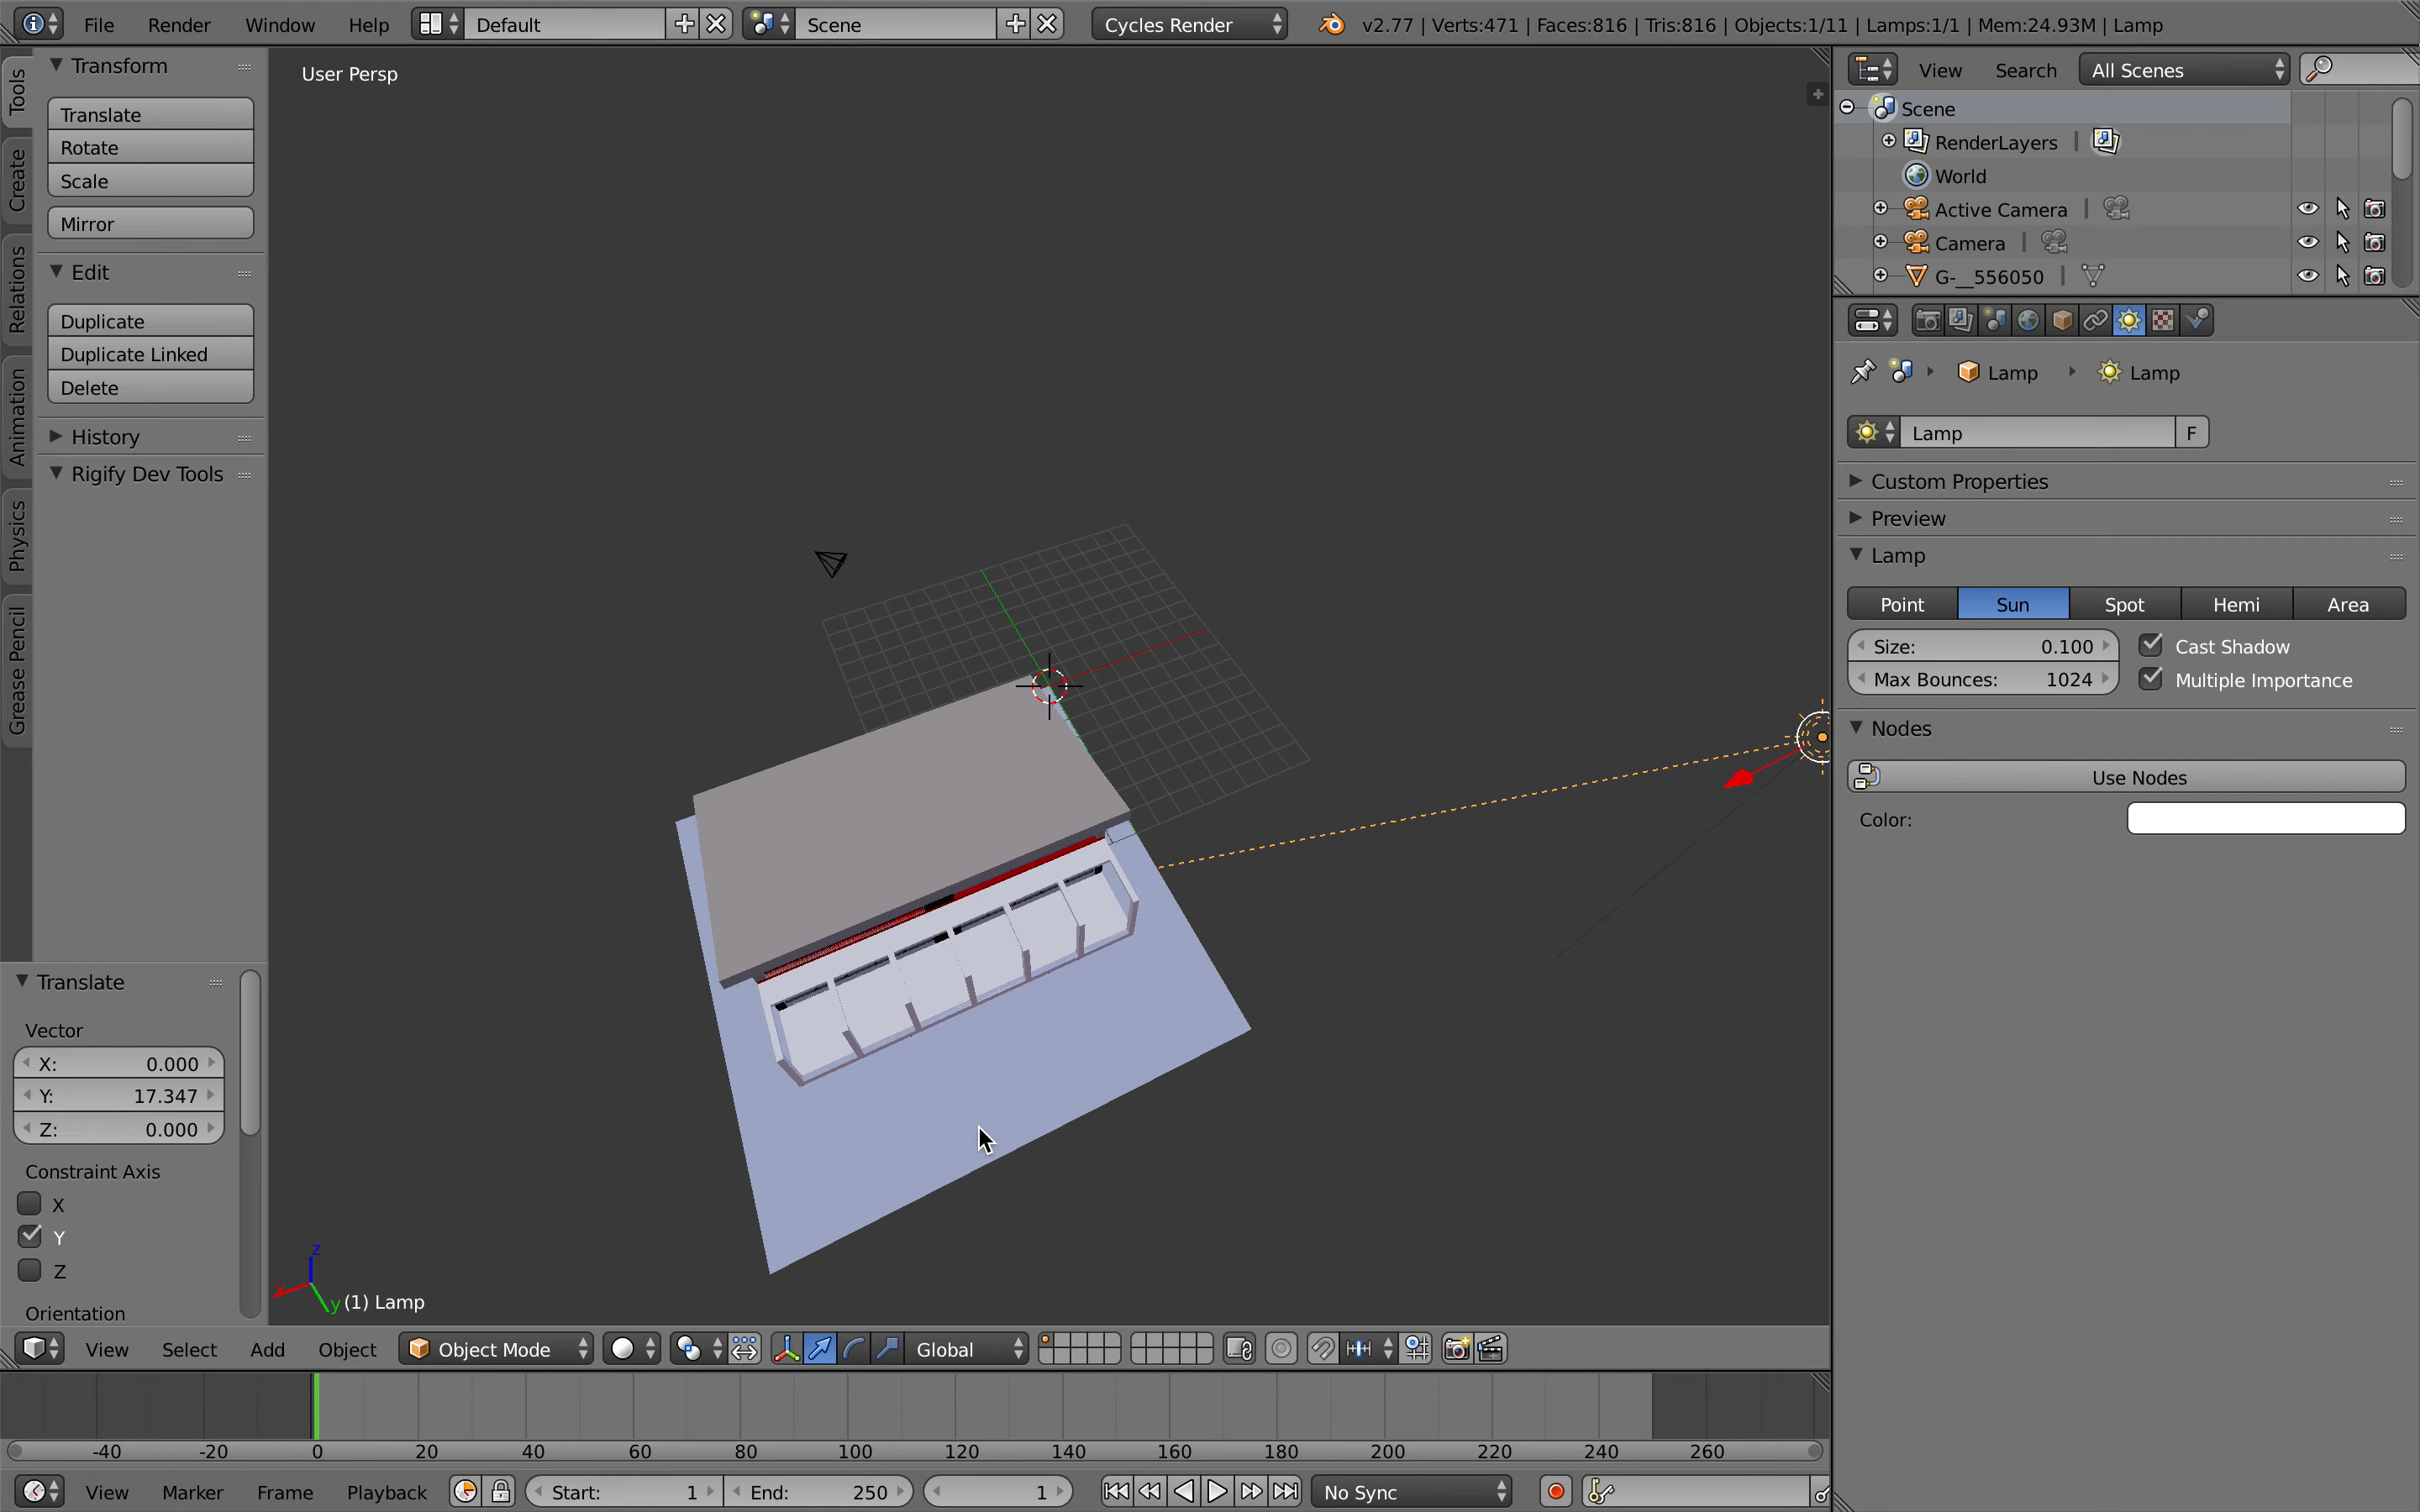 File Render Window Help Default Scene Cycles Render v2.77 | Verts:471 | Faces:816 | Tris:816 | Objects:1/11 | Lamps:1/1 | Mem:24.93M | Lamp
Tools
Create
Relations
Animation
Physics
Grease Pencil
Transform
Translate
Rotate
Scale
Mirror
Edit
Duplicate
Duplicate Linked
Delete
History
Rigify Dev Tools
Translate
Vector
X: 0.000
Y: 17.347
Z: 0.000
Constraint Axis
X
Y
Z
Orientation
User Persp
z
x
y
(1) Lamp
View Search All Scenes
Scene
RenderLayers |
World
Active Camera |
Camera |
G-__556050 |
Lamp Lamp
Lamp F
Custom Properties
Preview
Lamp
Point Sun Spot Hemi Area
Size: 0.100 Cast Shadow
Max Bounces: 1024 Multiple Importance
Nodes
Use Nodes
Color:
View Select Add Object Object Mode Global
-40 -20 0 20 40 60 80 100 120 140 160 180 200 220 240 260
View Marker Frame Playback Start: 1 End: 250 1 No Sync